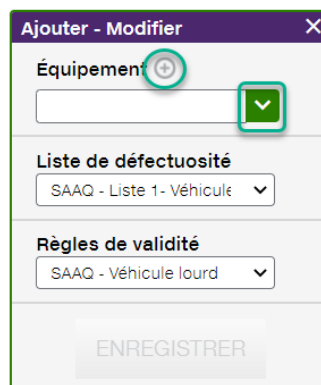 Ajouter - Modifier
Équipement
Liste de défectuosité
SAAQ - Liste 1- Véhicule
Règles de validité
SAAQ - Véhicule lourd
ENREGISTRER